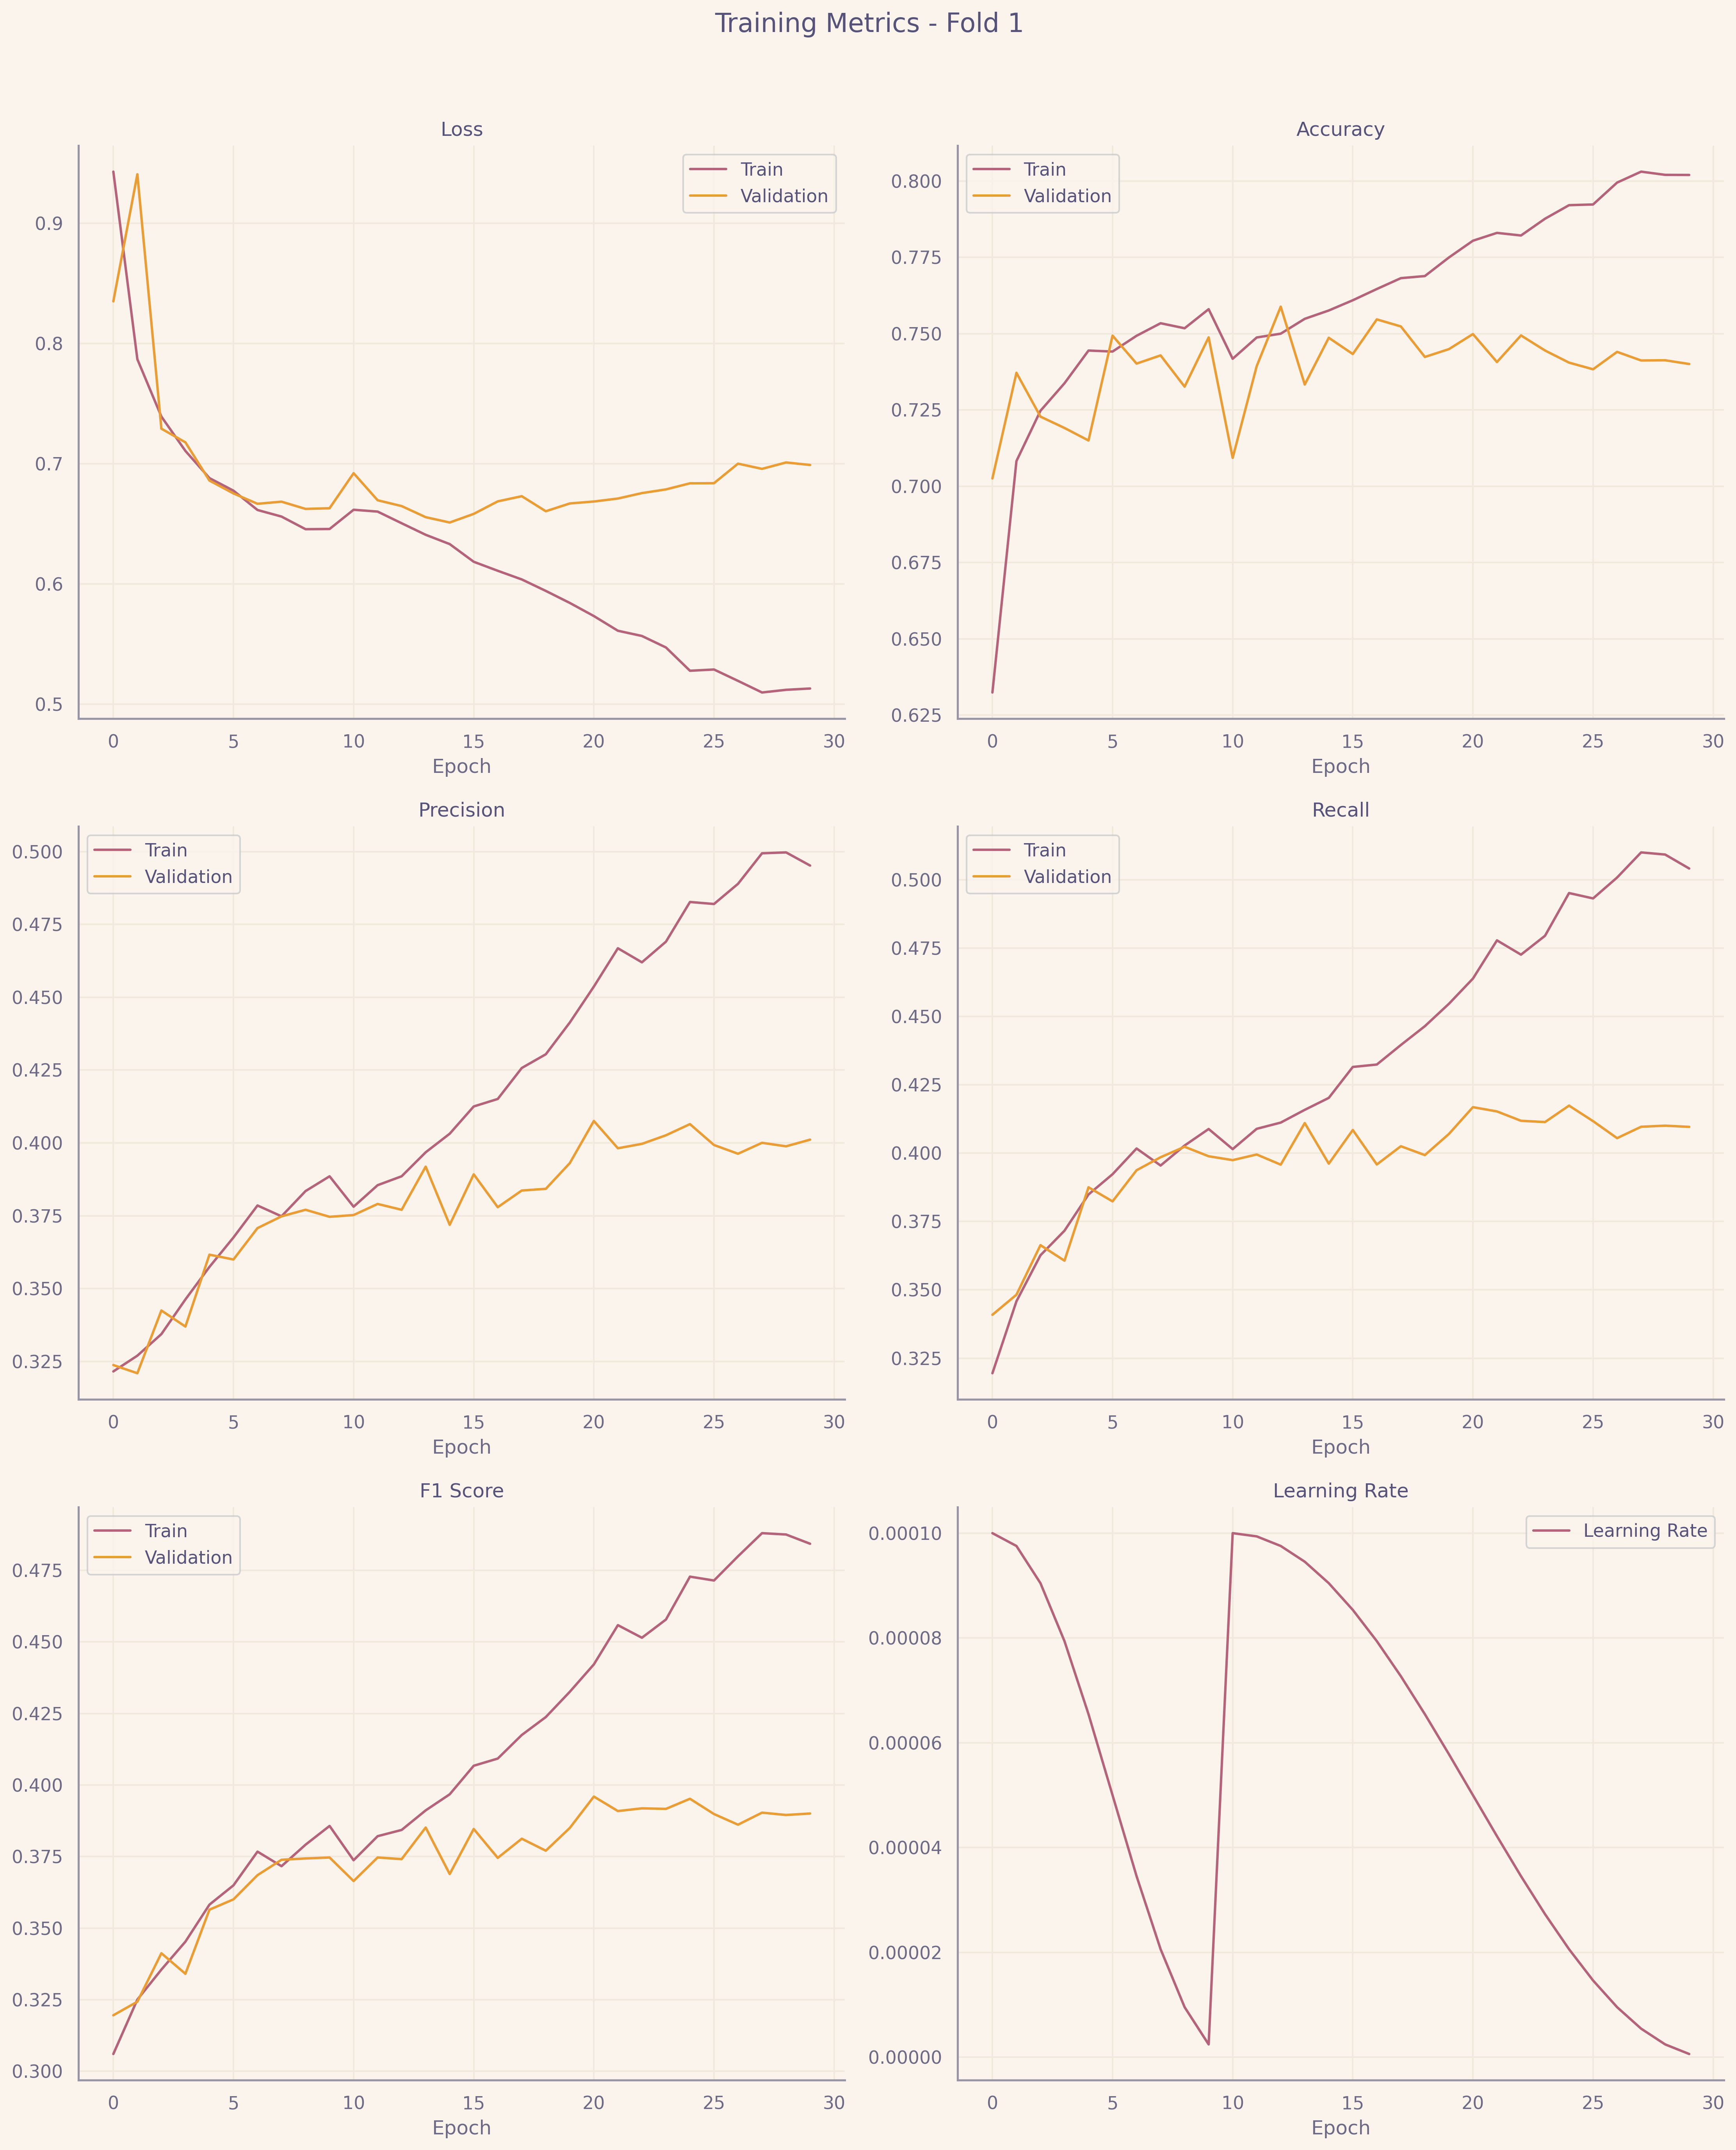 Training Metrics - Fold 1
Loss
Train
Validation
0.9
0.8
0.7
0.6
0.5
0 5 10 15 20 25 30
Epoch
Accuracy
Train
Validation
0.800
0.775
0.750
0.725
0.700
0.675
0.650
0.625
0 5 10 15 20 25 30
Epoch
Precision
Train
Validation
0.500
0.475
0.450
0.425
0.400
0.375
0.350
0.325
0 5 10 15 20 25 30
Epoch
Recall
Train
Validation
0.500
0.475
0.450
0.425
0.400
0.375
0.350
0.325
0 5 10 15 20 25 30
Epoch
F1 Score
Train
Validation
0.475
0.450
0.425
0.400
0.375
0.350
0.325
0.300
0 5 10 15 20 25 30
Epoch
Learning Rate
Learning Rate
0.00010
0.00008
0.00006
0.00004
0.00002
0.00000
0 5 10 15 20 25 30
Epoch